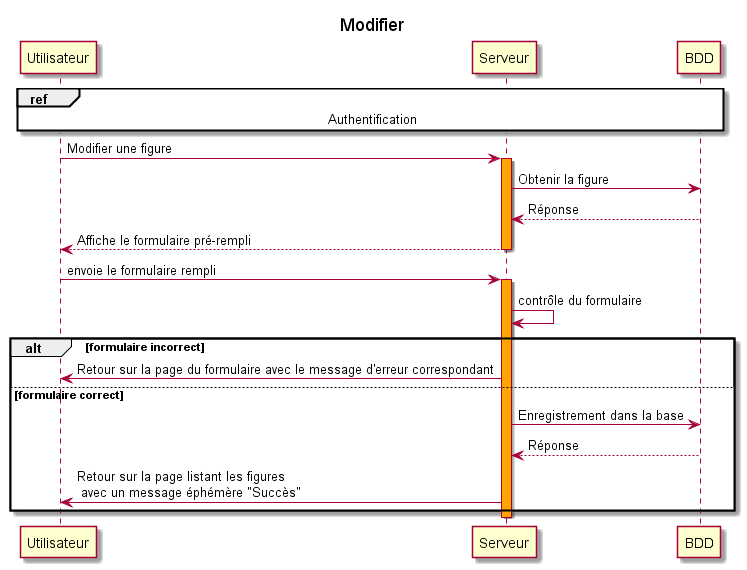 Modifier
Utilisateur
Serveur
BDD
ref
Authentification
Modifier une figure
Obtenir la figure
Réponse
Affiche le formulaire pré-rempli
envoie le formulaire rempli
contrôle du formulaire
alt
[formulaire incorrect]
Retour sur la page du formulaire avec le message d'erreur correspondant
[formulaire correct]
Enregistrement dans la base
Réponse
Retour sur la page listant les figures
avec un message éphémère "Succès"
Utilisateur
Serveur
BDD